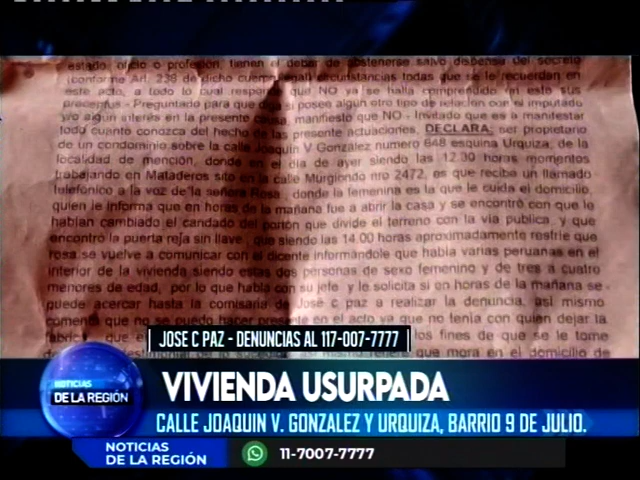 estado, oficio o profesión, tienen el deber de abstenerse salvo dispensa del secreto
(conforme Art. 238 de dicho cuerpo legal) circunstancias todas que se le recuerdan en
este acto, a todo lo cual responde que NO ya se halla comprendido en esto sus
preceptos.- Preguntado para que diga si posee algún otro tipo de relación con el imputado
y/o algún interés en la presente causa, manifiesto que NO.- Invitado que es a manifestar
todo cuanto conozca del hecho de las presente actuaciones, DECLARA: ser propietario
de un condominio sobre la calle Joaquin V Gonzalez numero 848 esquina Urquiza, de la
localidad de mención, donde en el día de ayer siendo las 12.30 horas momentos
trabajando en Mataderos sito en la calle Murgiondo nro 2472, es que reciba un llamado
telefónico a la voz de la señora Rosa, donde la femenina es la que le cuida el domicilio,
quien le informa que en horas de la mañana fue a abrir la casa y se encontró con que le
habían cambiado el candado del portón que divide el terreno con la vía publica, y que
encontró la puerta reja sin llave, que siendo las 14.00 horas aproximadamente resfrie que
rosa se vuelve a comunicar con el dicente informándole que había varias peruanas en el
interior de la vivienda siendo estas dos personas de sexo femenino y de tres a cuatro
menores de edad, por lo que habla con su jefe y le solicita si en horas de la mañana se
puede acercar hasta la comisaria de José c paz a realizar la denuncia, así mismo
comenta que no se pudo hacer presente en el acto ya que no tenia con quien dejar la
fabrica, que el los fines de que se le tome
mora en el domicilio de
JOSE C PAZ - DENUNCIAS AL 117-007-7777
NOTICIAS
DE LA REGIÓN
VIVIENDA USURPADA
CALLE JOAQUIN V. GONZALEZ Y URQUIZA, BARRIO 9 DE JULIO.
NOTICIAS
DE LA REGIÓN
11-7007-7777